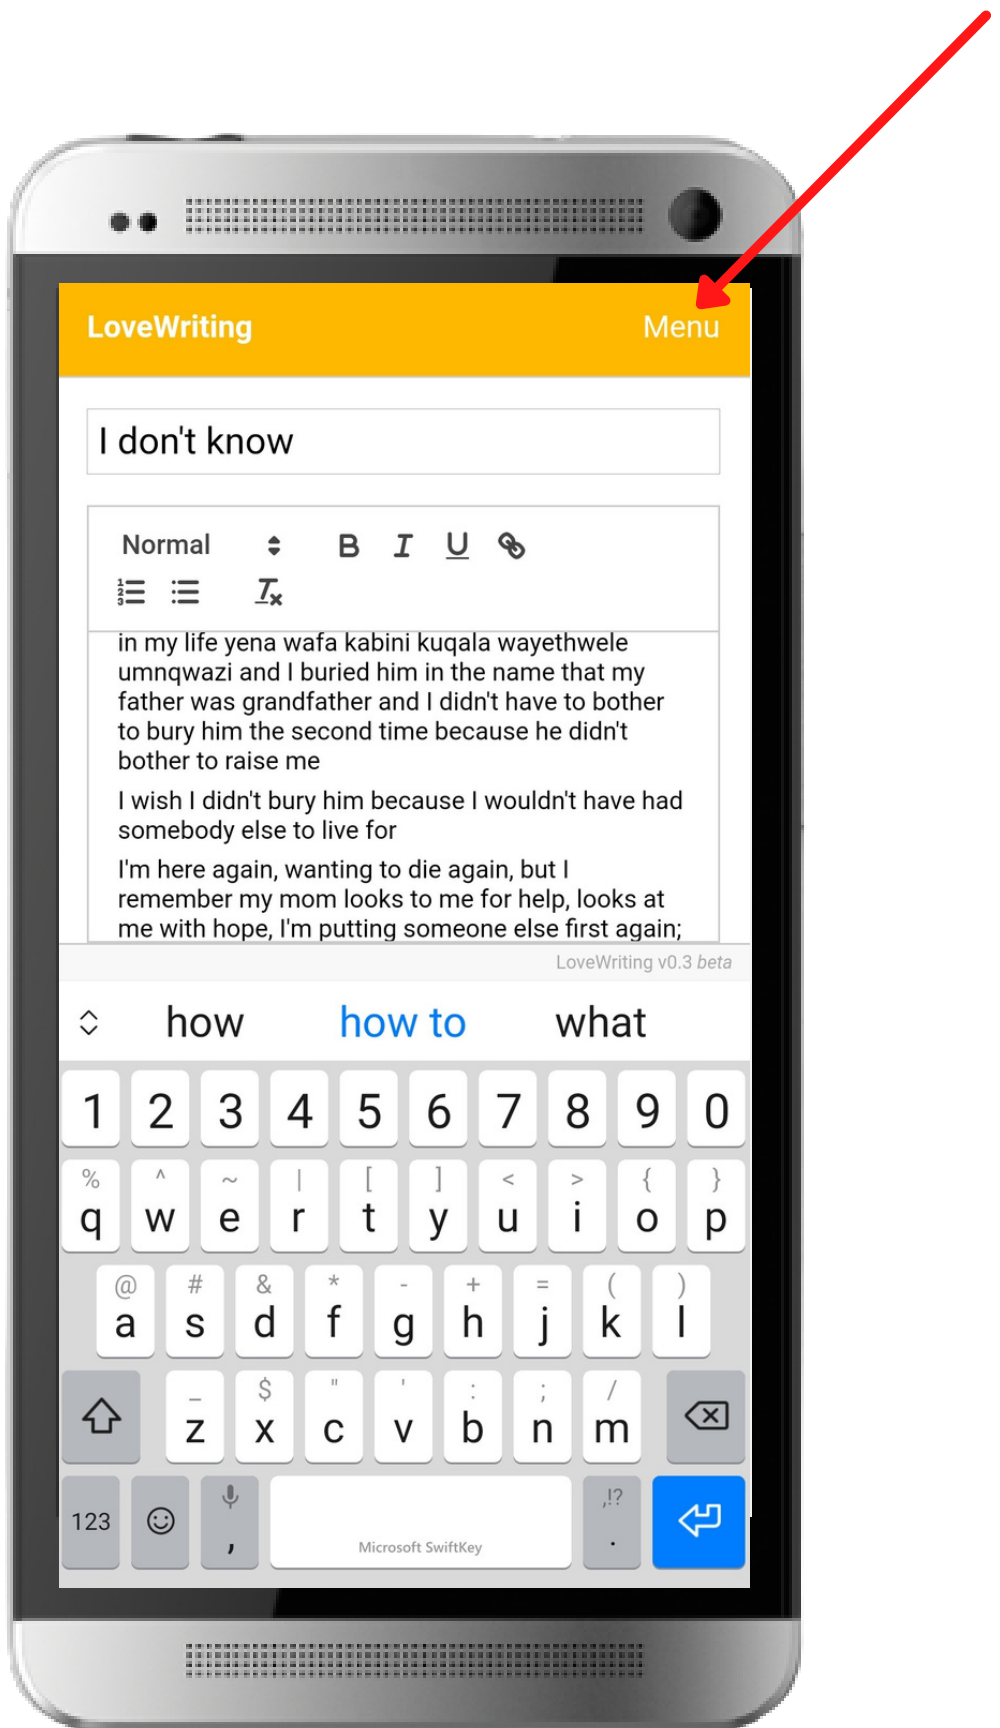 LoveWriting Menu
I don't know
Normal B I U
in my life yena wafa kabini kuqala wayethwele
umnqwazi and I buried him in the name that my
father was grandfather and I didn't have to bother
to bury him the second time because he didn't
bother to raise me
I wish I didn't bury him because I wouldn't have had
somebody else to live for
I'm here again, wanting to die again, but I
remember my mom looks to me for help, looks at
me with hope, I'm putting someone else first again;
LoveWriting v0.3 beta
how how to what
1 2 3 4 5 6 7 8 9 0
% ^ ~ | [ ] < > { }
q w e r t y u i o p
@ # & * - + = ( )
a s d f g h j k l
_ $ " ' : ; /
z x c v b n m
,!?
123 , .
Microsoft SwiftKey